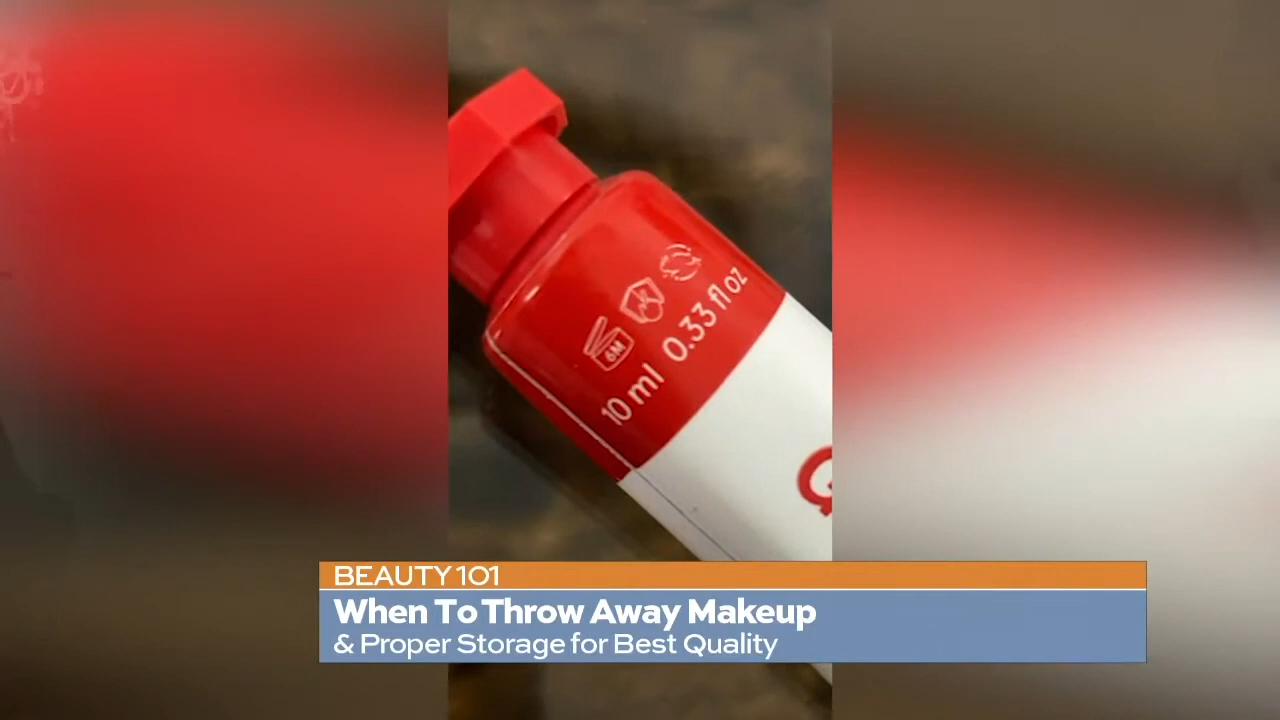 6M
10 ml 0.33 fl oz
BEAUTY 101
When To Throw Away Makeup
& Proper Storage for Best Quality